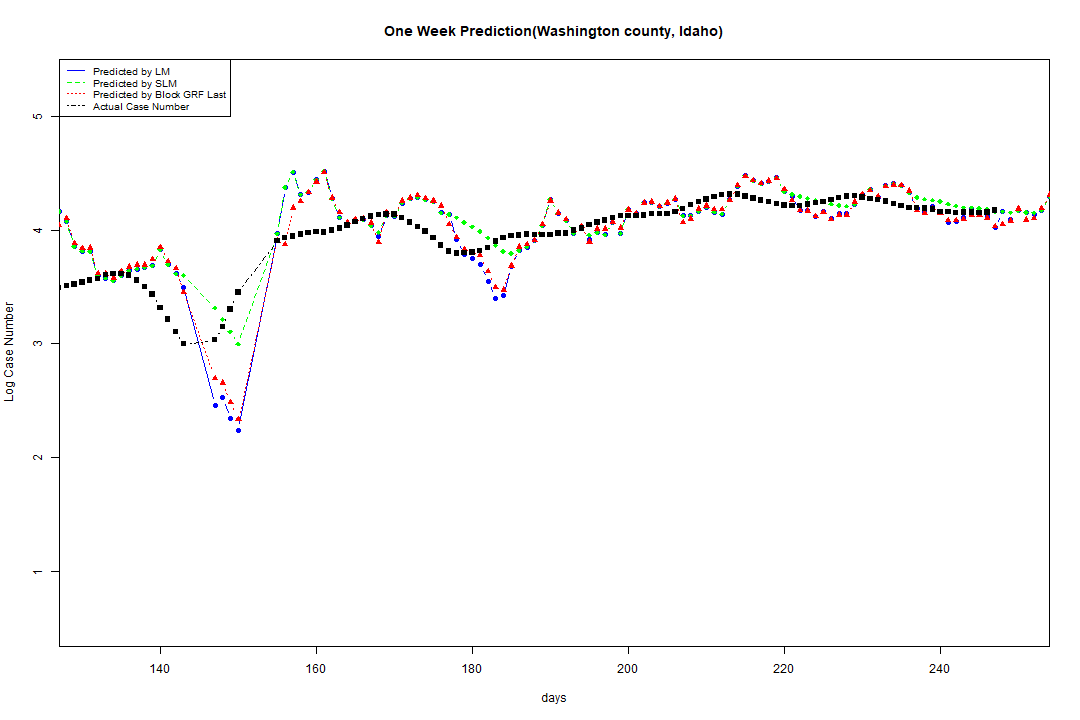 One Week Prediction(Washington county, Idaho)
Predicted by LM
Predicted by SLM
Predicted by Block GRF Last
Actual Case Number
5
4
3
2
1
Log Case Number
140 160 180 200 220 240
days